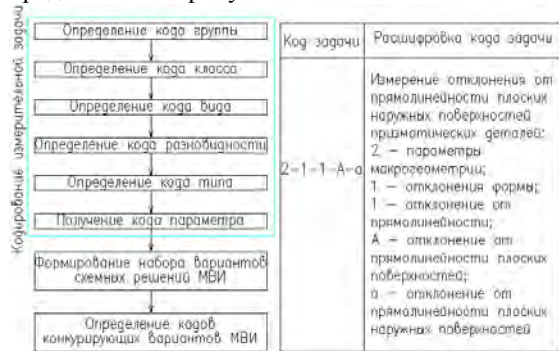 Кодирование измерительной задачи
Определение кода группы
Определение кода класса
Определение кода вида
Определение кода разновидности
Определение кода типа
Получение кода параметра
Формирование набора вариантов
схемных решений МВИ
Определение кодов
конкурирующих вариантов МВИ
Код задачи
Расшифровка кода задачи
2-1-1-А-а
Измерение отклонения от
прямолинейности плоских
наружных поверхностей
призматических деталей:
2 – параметры
макрогеометрии;
1 – отклонения формы;
1 – отклонение от
прямолинейности;
А – отклонение от
прямолинейности плоских
поверхностей;
а – отклонение от
прямолинейности плоских
наружных поверхностей